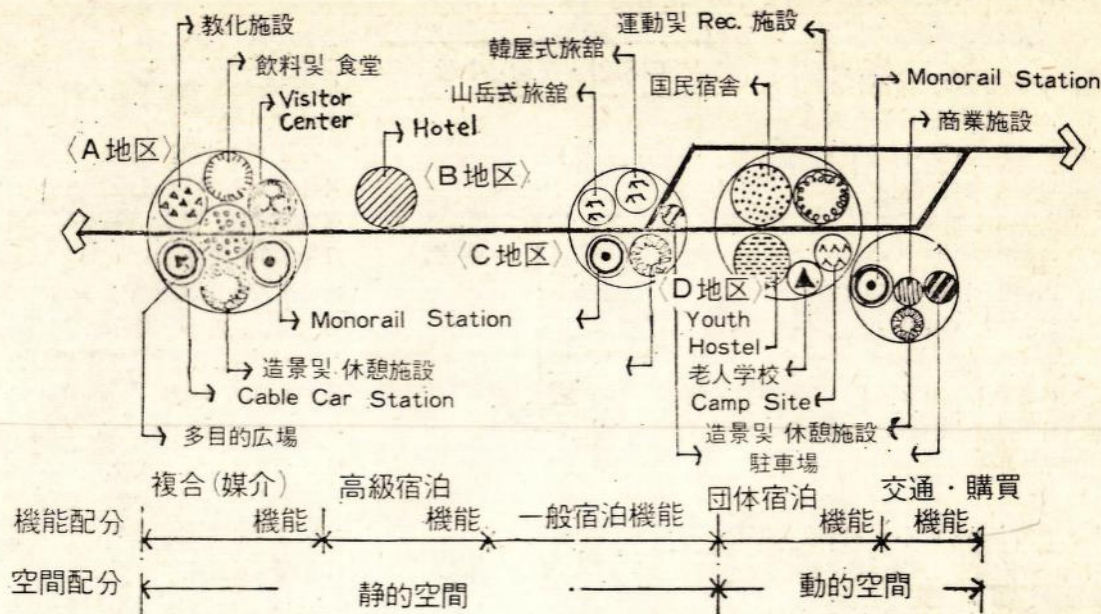 教化施設
運動및 Rec. 施設
飲料및 食堂
韓屋式旅舘
Visitor
Center
山岳式旅舘
国民宿舎
Monorail Station
Hotel
商業施設
〈A地区〉
〈B地区〉
〈C地区〉
〈D地区〉
Monorail Station
Youth
Hostel
造景및 休憩施設
老人学校
Cable Car Station
Camp Site
多目的広場
造景및 休憩施設
駐車場
複合(媒介)
高級宿泊
団体宿泊
交通・購買
機能配分
機能
機能
一般宿泊機能
機能
機能
空間配分
静的空間
動的空間